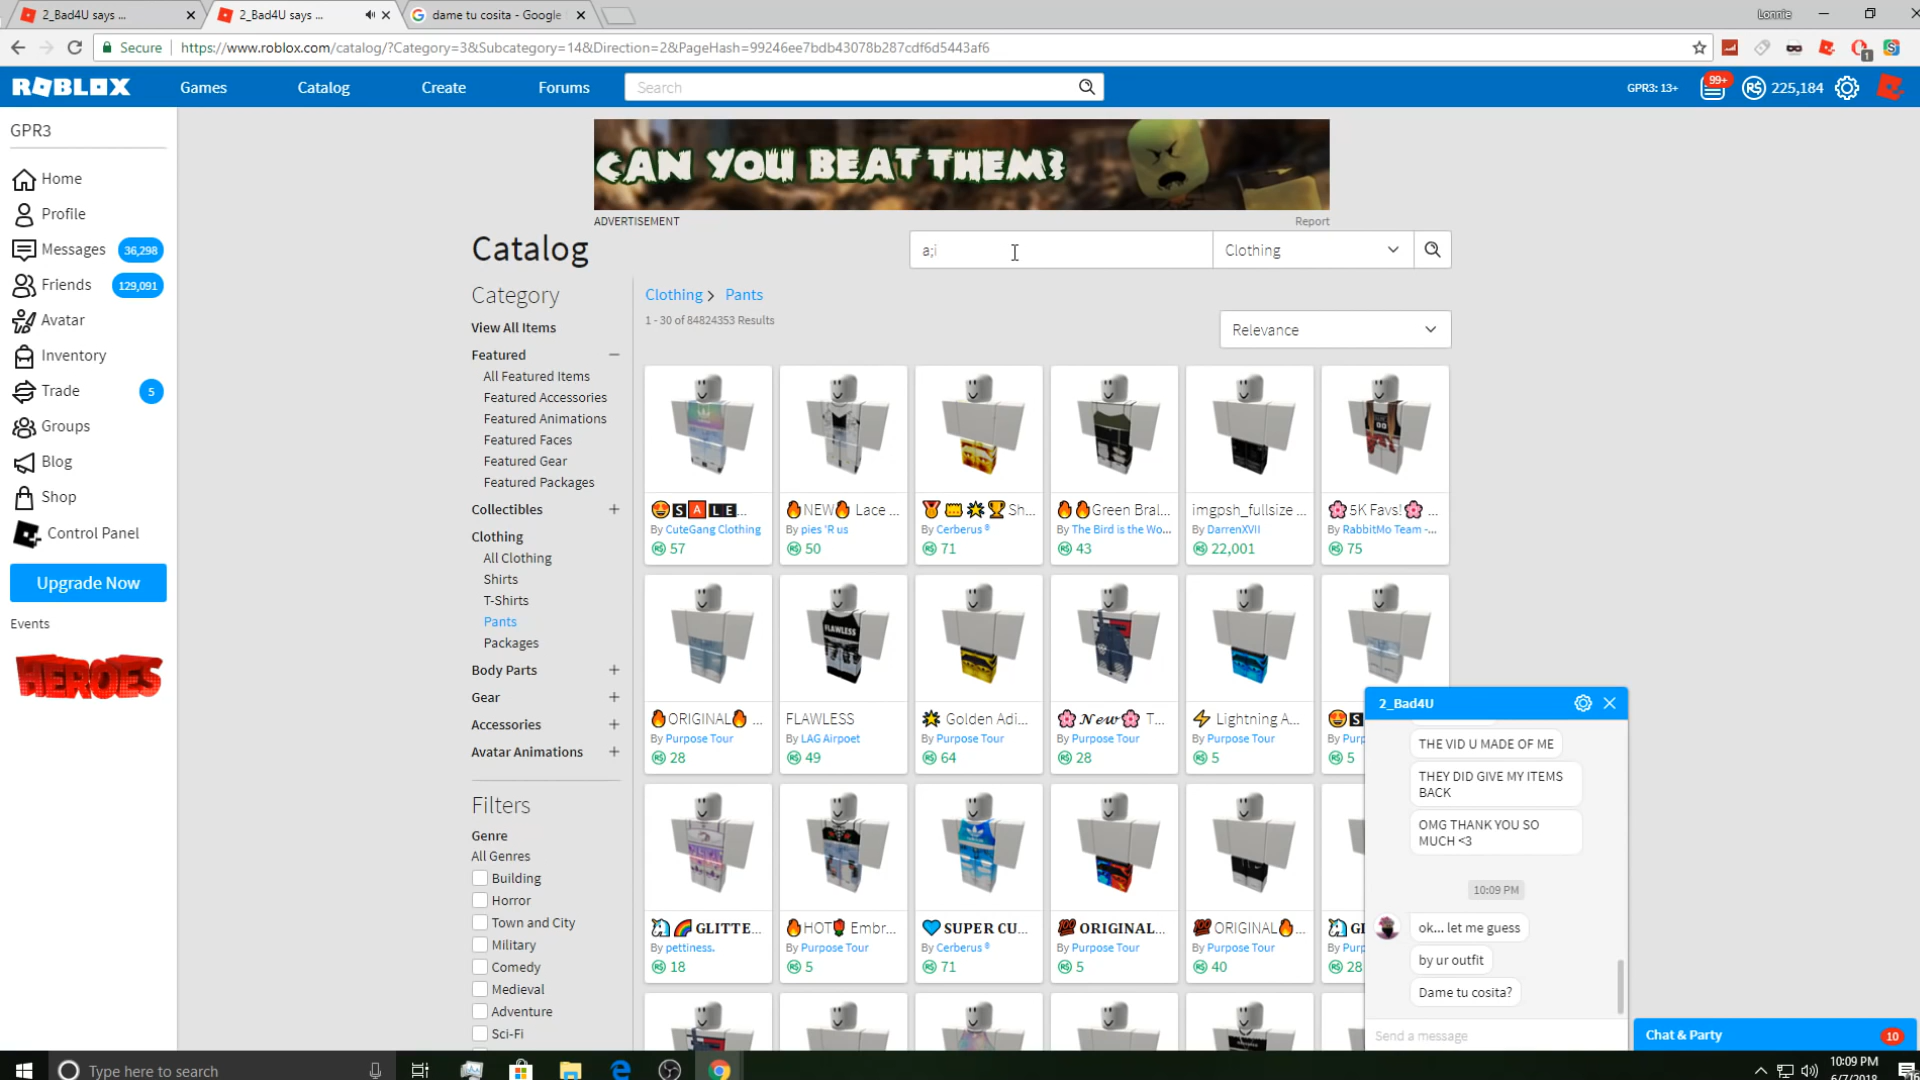 2_Bad4U says ...
2_Bad4U says ...
dame tu cosita - Google
Lonnie
Secure
https://www.roblox.com/catalog/?Category=3&Subcategory=14&Direction=2&PageHash=99246ee7bdb43078b287cdf6d5443af6
1
ROBLOX
Games
Catalog
Create
Forums
Search
GPR3: 13+
99+
R$ 225,184
GPR3
Home
Profile
Messages 36,298
Friends 129,091
Avatar
Inventory
Trade 5
Groups
Blog
Shop
Control Panel
Upgrade Now
Events
HEROES
CAN YOU BEAT THEM?
ADVERTISEMENT
Report
Catalog
a;i
Clothing
Category
View All Items
Featured
All Featured Items
Featured Accessories
Featured Animations
Featured Faces
Featured Gear
Featured Packages
Collectibles
Clothing
All Clothing
Shirts
T-Shirts
Pants
Packages
Body Parts
Gear
Accessories
Avatar Animations
Filters
Genre
All Genres
Building
Horror
Town and City
Military
Comedy
Medieval
Adventure
Sci-Fi
Clothing > Pants
1 - 30 of 84824353 Results
Relevance
😍🆂🅰🅻🅴...
By CuteGang Clothing
R$ 57
🔥NEW🔥 Lace ...
By pies 'R us
R$ 50
Sh...
By Cerberus ®
R$ 71
🔥🔥Green Bral...
By The Bird is the Wo...
R$ 43
imgpsh_fullsize ...
By DarrenXVII
R$ 22,001
🌸5K Favs!🌸 ...
By RabbitMo Team -...
R$ 75
🔥ORIGINAL🔥 ...
By Purpose Tour
R$ 28
FLAWLESS
FLAWLESS
By LAG Airpoet
R$ 49
🌟 Golden Adi...
By Purpose Tour
R$ 64
🌸𝓝𝓮𝔀🌸 T...
By Purpose Tour
R$ 28
⚡ Lightning A...
By Purpose Tour
R$ 5
😍🆂
By Purp
R$ 5
🦄🌈 𝐆𝐋𝐈𝐓𝐓𝐄...
By pettiness.
R$ 18
🔥HOT🌹 Embr...
By Purpose Tour
R$ 5
💙 𝐒𝐔𝐏𝐄𝐑 𝐂𝐔...
By Cerberus ®
R$ 71
💯 𝐎𝐑𝐈𝐆𝐈𝐍𝐀𝐋...
By Purpose Tour
R$ 5
💯 ORIGINAL🔥...
By Purpose Tour
R$ 40
By Purp
R$ 28
2_Bad4U
THE VID U MADE OF ME
THEY DID GIVE MY ITEMS
BACK
OMG THANK YOU SO
MUCH <3
10:09 PM
ok... let me guess
by ur outfit
Dame tu cosita?
Send a message
Chat & Party
10
Type here to search
10:09 PM
6/7/2018